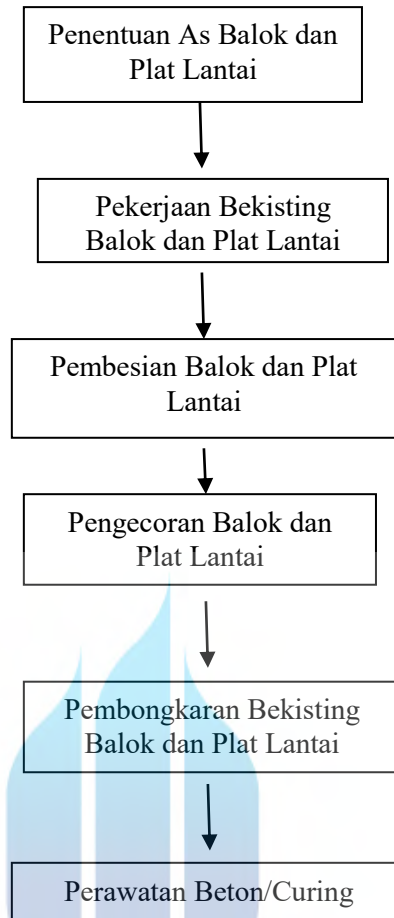 Penentuan As Balok dan
Plat Lantai
Pekerjaan Bekisting
Balok dan Plat Lantai
Pembesian Balok dan Plat
Lantai
Pengecoran Balok dan
Plat Lantai
Pembongkaran Bekisting
Balok dan Plat Lantai
Perawatan Beton/Curing